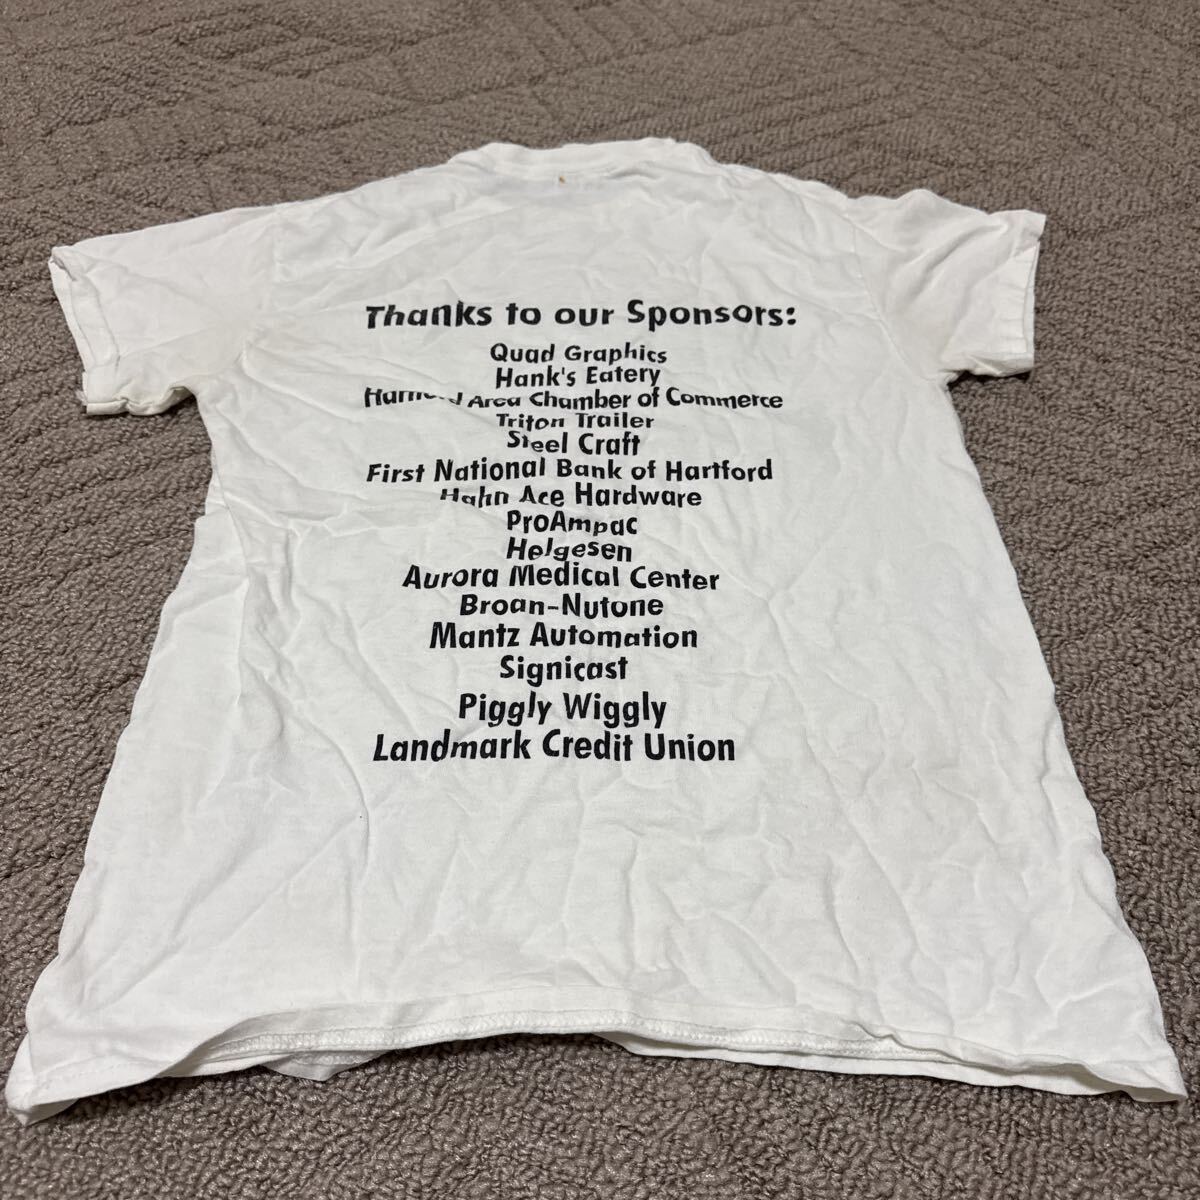 Thanks to our Sponsors:
Quad Graphics
Hank's Eatery
Hartford Area Chamber of Commerce
Triton Trailer
Steel Craft
First National Bank of Hartford
Hahn Ace Hardware
ProAmpac
Helgesen
Aurora Medical Center
Broan-Nutone
Mantz Automation
Signicast
Piggly Wiggly
Landmark Credit Union